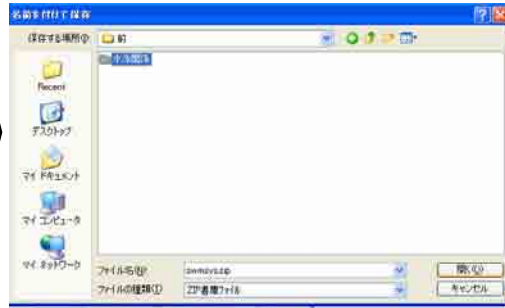 名前を付けて保存
保存する場所(I)
前
Recent
デスクトップ
マイ ドキュメント
マイ コンピュータ
マイ ネットワーク
ファイル名(N):
ファイルの種類(T):
ZIP書庫ファイル
開く(O)
キャンセル